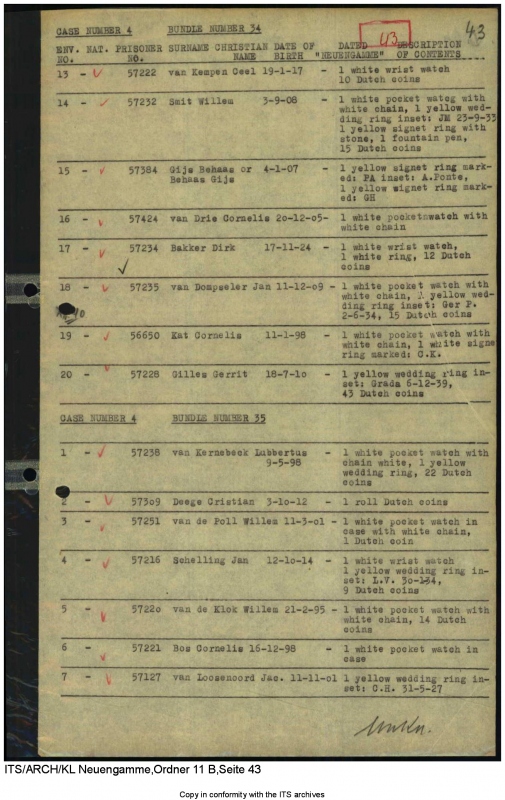 43
43
CASE NUMBER 4 BUNDLE NUMBER 34
ENV. NAT. PRISONER SURNAME CHRISTIAN DATE OF DATED DESCRIPTION
NO. NO. NAME BIRTH "NEUENGAMME" OF CONTENTS
13 - 57222 van Kempen Ceel 19-1-17 - 1 white wrist watch
10 Dutch coins
14 - 57232 Smit Willem 3-9-08 - 1 white pocket watcg with
white chain, 1 yellow wed-
ding ring inset: JM 23-9-33
1 yellow signet ring with
stone, 1 fountain pen,
15 Dutch coins
15 - 57384 Gijs Behaas or 4-1-07 - 1 yellow signet ring mark-
Behaas Gijs ed: PA inset: A.Ponte,
1 yellow signet ring mark-
ed: GH
16 - 57424 van Drie Cornelis 20-12-05- 1 white pocketnwatch with
white chain
17 - 57234 Bakker Dirk 17-11-24 - 1 white wrist watch,
1 white ring, 12 Dutch
coins
18 - 57235 van Dompseler Jan 11-12-09 - 1 white pocket watch with
white chain, 1 yellow wed-
ding ring inset: Ger P.
2-6-34, 15 Dutch coins
19 - 56650 Kat Cornelis 11-1-98 - 1 white pocket watch with
white chain, 1 white signe
ring marked: C.K.
20 - 57228 Gilles Gerrit 18-7-10 - 1 yellow wedding ring in-
set: Grada 6-12-39,
43 Dutch coins
CASE NUMBER 4 BUNDLE NUMBER 35
1 - 57238 van Kernebeek Lubbertus - 1 white pocket watch with
9-5-98 chain white, 1 yellow
wedding ring, 22 Dutch
coins
2 - 57309 Deege Cristian 3-10-12 - 1 roll Dutch coins
3 - 57251 van de Poll Willem 11-3-01 - 1 white pocket watch in
case with white chain,
1 Dutch coin
4 - 57216 Schelling Jan 12-10-14 - 1 white wrist watch
1 yellow wedding ring in-
set: L.V.
9 Dutch coins
5 - 57220 van de Klok Willem 21-2-95 - 1 white pocket watch with
white chain, 14 Dutch
coins
6 - 57221 Bos Cornelis 16-12-98 - 1 white pocket watch in
case
7 - 57127 van Loosenoord Jac. 11-11-01 1 yellow wedding ring in-
set: C.H. 31-5-27
ITS/ARCH/KL Neuengamme,Ordner 11 B,Seite 43
Copy in conformity with the ITS archives